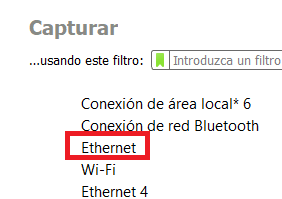 Capturar
...usando este filtro: Introduzca un filtro
Conexión de área local* 6
Conexión de red Bluetooth
Ethernet
Wi-Fi
Ethernet 4